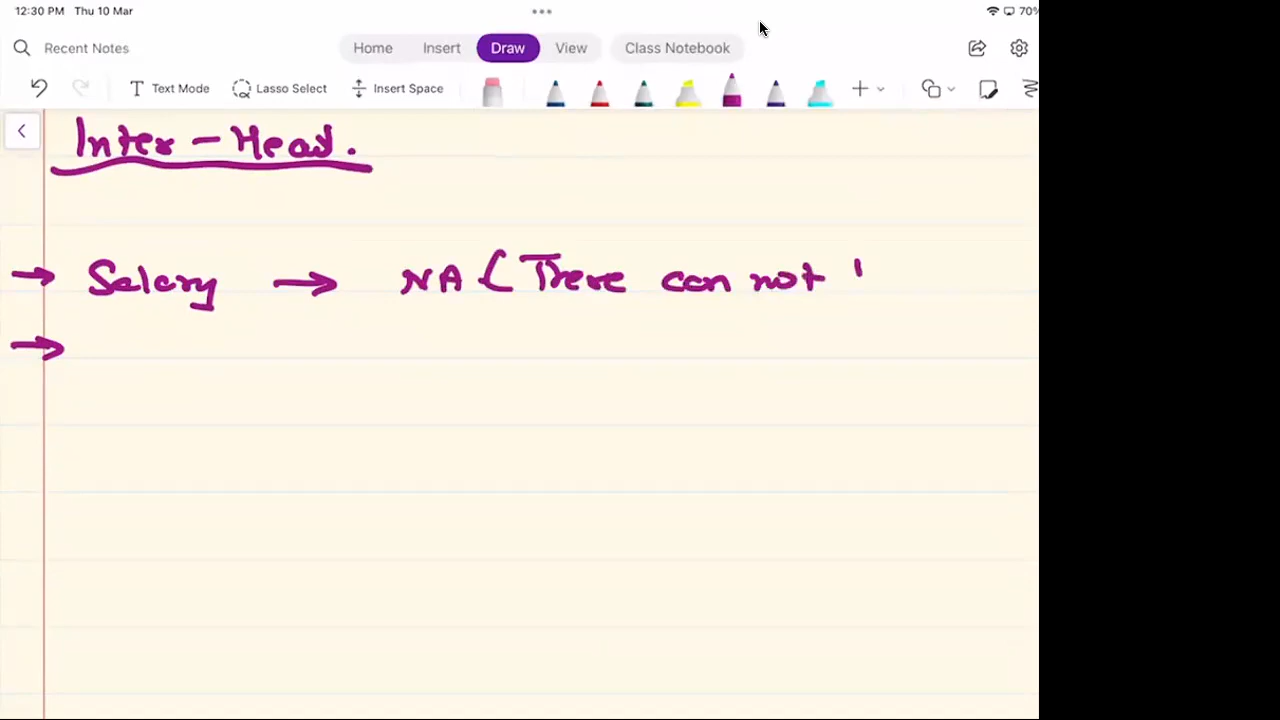 12:30 PM Thu 10 Mar
70%
Recent Notes
Home Insert Draw View Class Notebook
Text Mode Lasso Select Insert Space
Inter - Head.
→ Salary → NA ( There can not
→